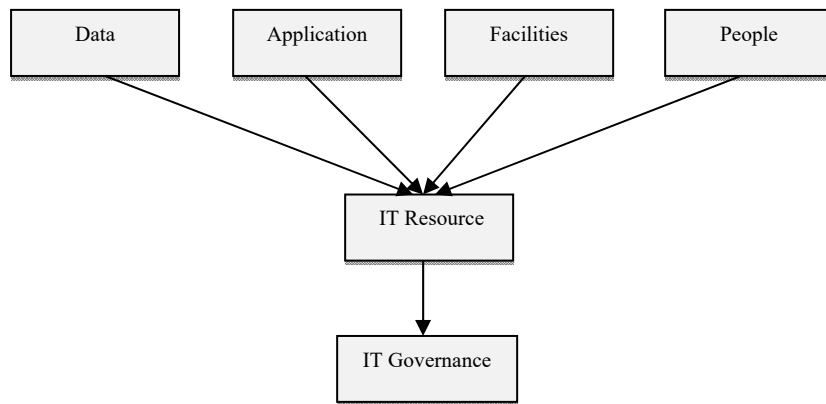 Data
Application
Facilities
People
IT Resource
IT Governance